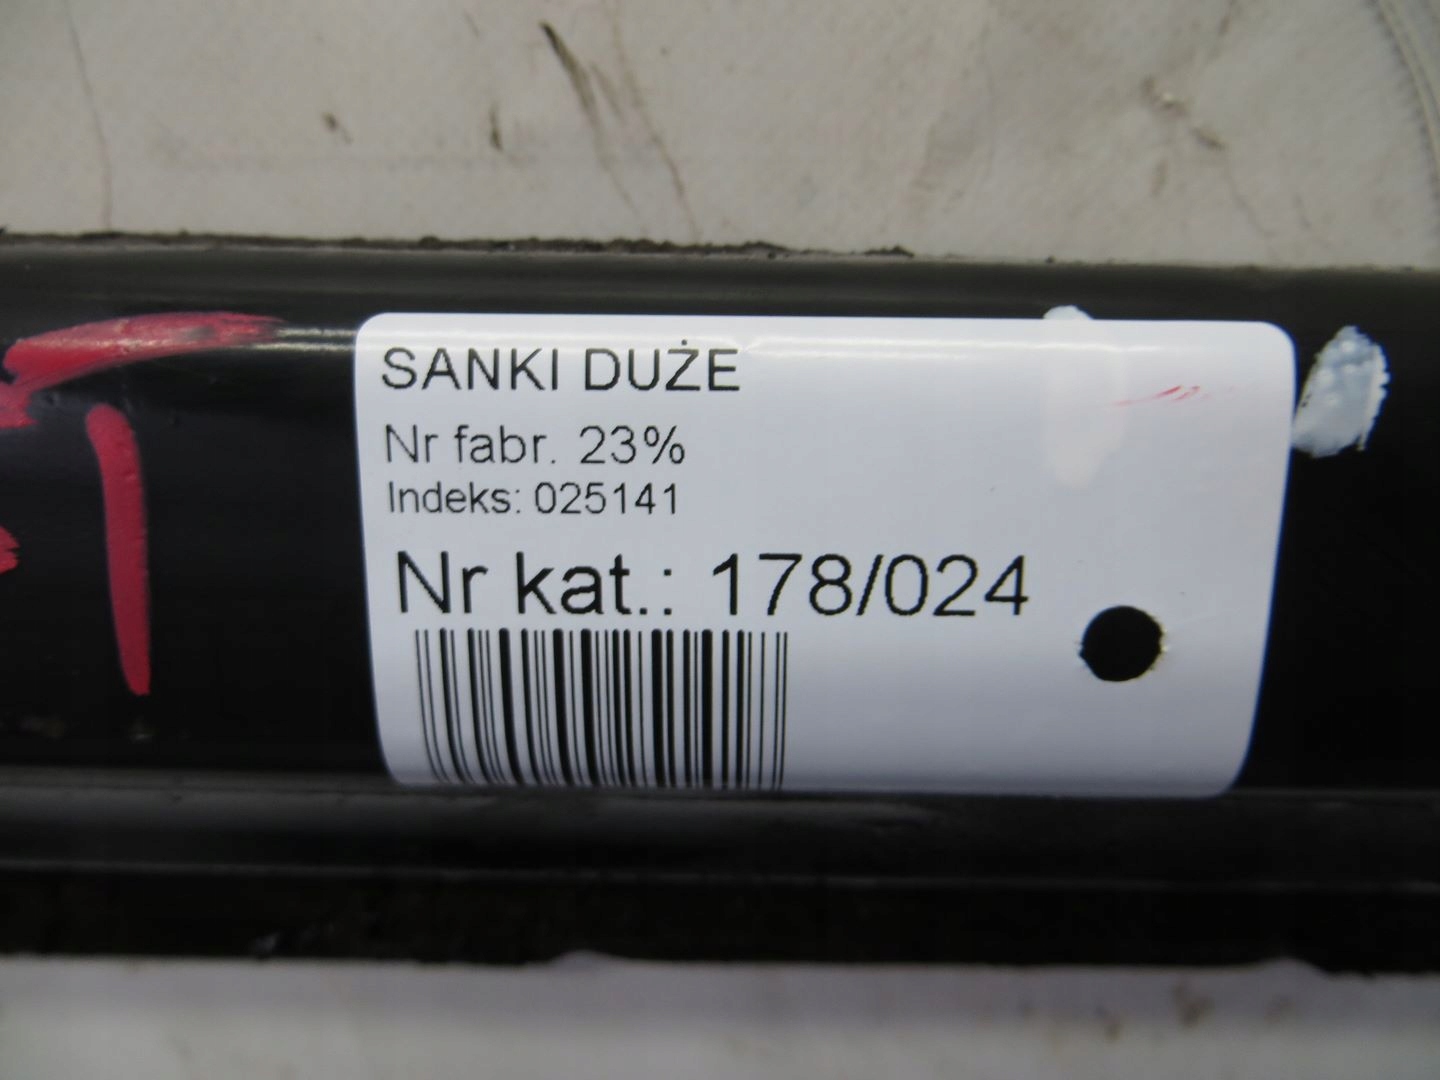 SANKI DUŻE
Nr fabr. 23%
Indeks: 025141
Nr kat.: 178/024